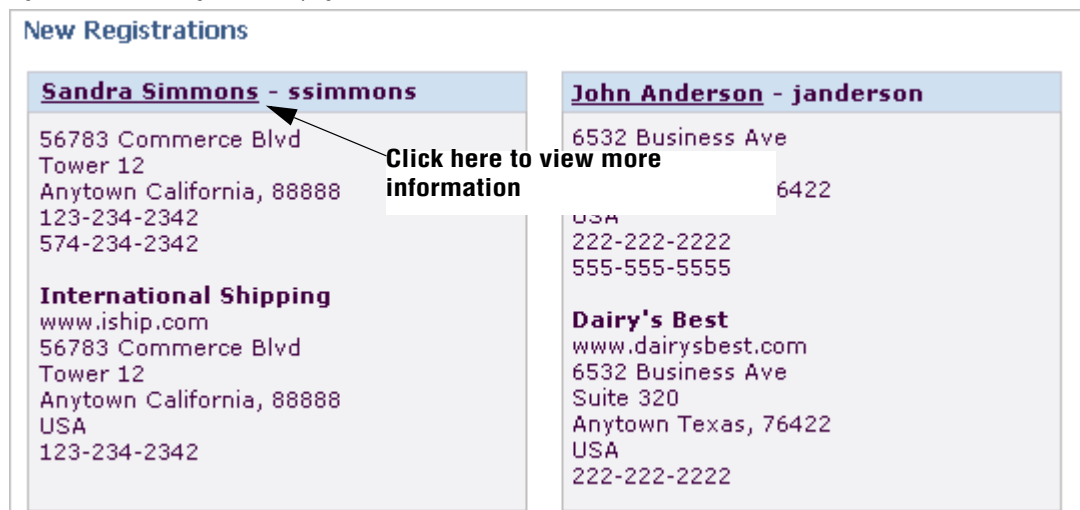 New Registrations
Sandra Simmons - ssimmons
56783 Commerce Blvd
Tower 12
Anytown California, 88888
123-234-2342
574-234-2342
International Shipping
www.iship.com
56783 Commerce Blvd
Tower 12
Anytown California, 88888
USA
123-234-2342
Click here to view more
information
John Anderson - janderson
6532 Business Ave
6422
USA
222-222-2222
555-555-5555
Dairy's Best
www.dairysbest.com
6532 Business Ave
Suite 320
Anytown Texas, 76422
USA
222-222-2222